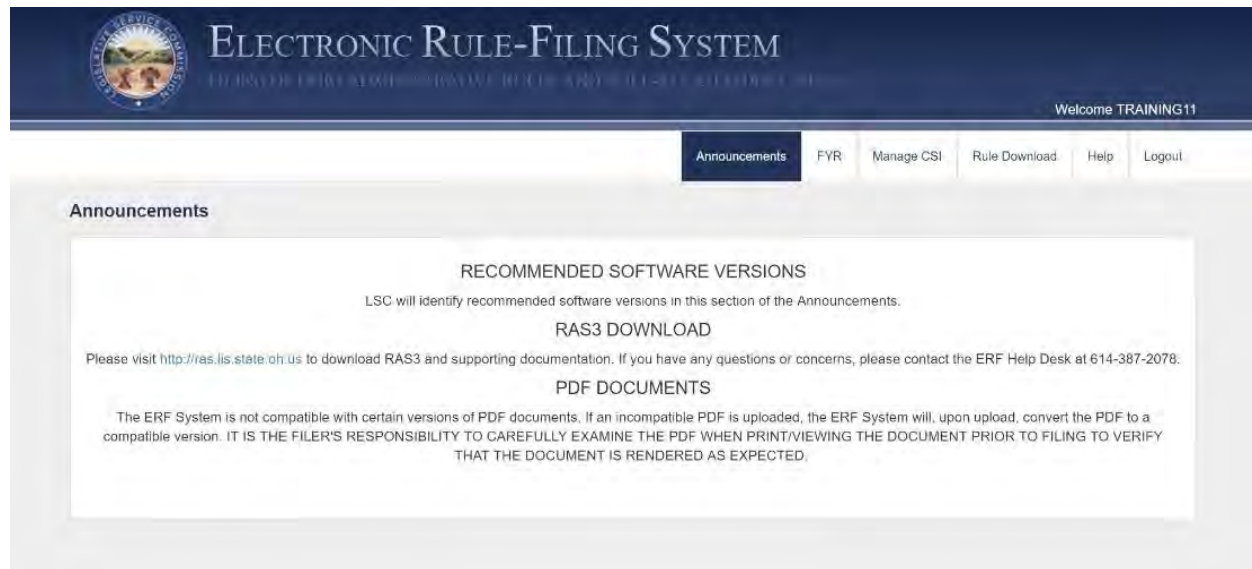 LEGISLATIVE SERVICE COMMISSION
ELECTRONIC RULE-FILING SYSTEM
Welcome TRAINING11
Announcements FYR Manage CSI Rule Download Help Logout
Announcements
RECOMMENDED SOFTWARE VERSIONS
LSC will identify recommended software versions in this section of the Announcements.
RAS3 DOWNLOAD
Please visit http://ras.lis.state.oh.us to download RAS3 and supporting documentation. If you have any questions or concerns, please contact the ERF Help Desk at 614-387-2078.
PDF DOCUMENTS
The ERF System is not compatible with certain versions of PDF documents. If an incompatible PDF is uploaded, the ERF System will, upon upload, convert the PDF to a
compatible version. IT IS THE FILER'S RESPONSIBILITY TO CAREFULLY EXAMINE THE PDF WHEN PRINT/VIEWING THE DOCUMENT PRIOR TO FILING TO VERIFY
THAT THE DOCUMENT IS RENDERED AS EXPECTED.